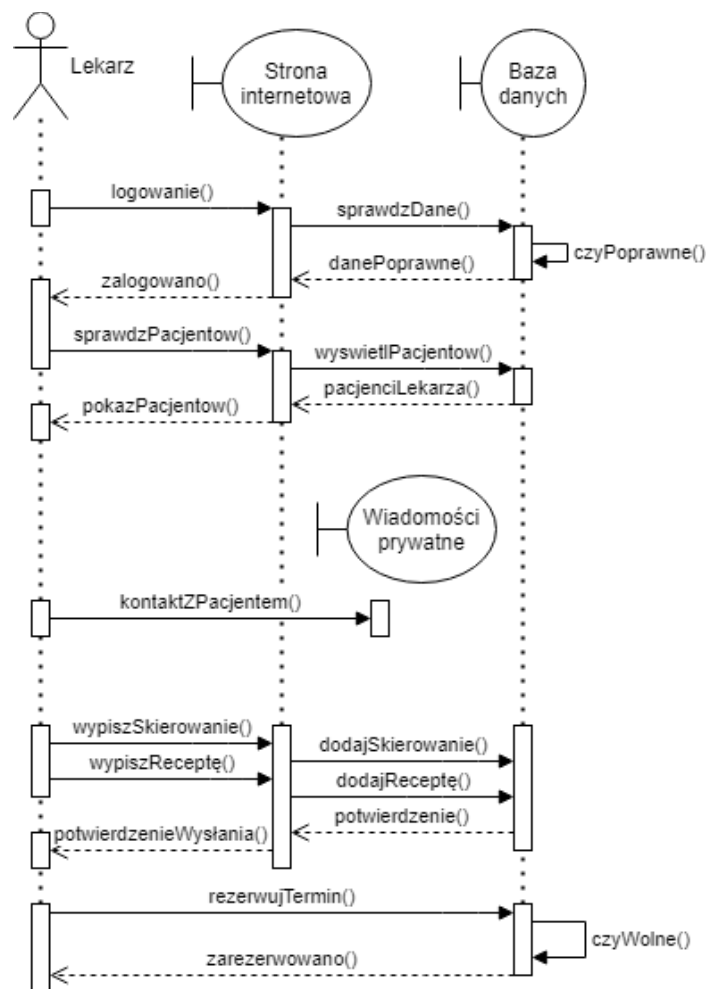 Lekarz
Strona
internetowa
Baza
danych
logowanie()
sprawdzDane()
czyPoprawne()
danePoprawne()
zalogowano()
sprawdzPacjentow()
wyswietlPacjentow()
pacjenciLekarza()
pokazPacjentow()
Wiadomości
prywatne
kontaktZPacjentem()
wypiszSkierowanie()
dodajSkierowanie()
wypiszReceptę()
dodajReceptę()
potwierdzenie()
potwierdzenieWysłania()
rezerwujTermin()
czyWolne()
zarezerwowano()